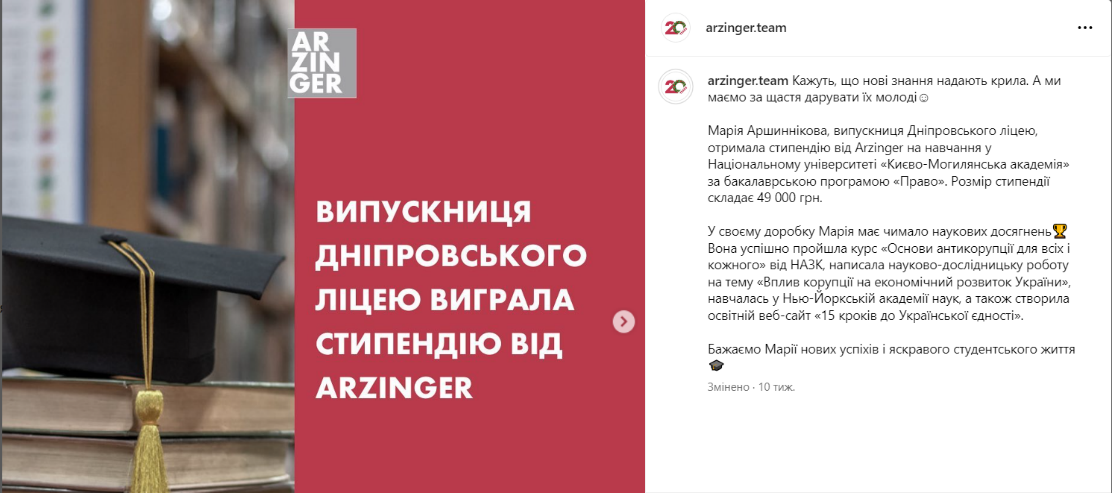 AR
ZIN
GER
ВИПУСКНИЦЯ
ДНІПРОВСЬКОГО
ЛІЦЕЮ ВИГРАЛА
СТИПЕНДІЮ ВІД
ARZINGER
20 arzinger.team
20 arzinger.team Кажуть, що нові знання надають крила. А ми
маємо за щастя дарувати їх молоді☺
Марія Аршиннікова, випускниця Дніпровського ліцею,
отримала стипендію від Arzinger на навчання у
Національному університеті «Києво-Могилянська академія»
за бакалаврською програмою «Право». Розмір стипендії
складає 49 000 грн.
У своєму доробку Марія має чимало наукових досягнень🏆
Вона успішно пройшла курс «Основи антикорупції для всіх і
кожного» від НАЗК, написала науково-дослідницьку роботу
на тему «Вплив корупції на економічний розвиток України»,
навчалась у Нью-Йоркській академії наук, а також створила
освітній веб-сайт «15 кроків до Української єдності».
Бажаємо Марії нових успіхів і яскравого студентського життя
🎓
Змінено · 10 тиж.